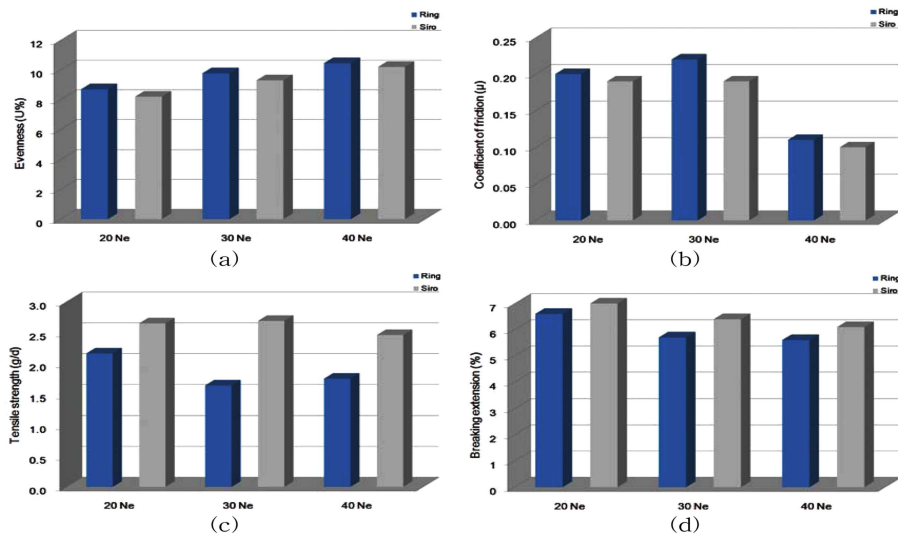 Ring
Siro
12
10
8
6
4
2
0
Evenness (U%)
20 Ne 30 Ne 40 Ne
(a)
Ring
Siro
0.25
0.20
0.15
0.10
0.05
0.00
Coefficient of friction (μ)
20 Ne 30 Ne 40 Ne
(b)
Ring
Siro
3.0
2.5
2.0
1.5
1.0
0.5
0.0
Tensile strength (g/d)
20 Ne 30 Ne 40 Ne
(c)
Ring
Siro
7
6
5
4
3
2
1
0
Breaking extension (%)
20 Ne 30 Ne 40 Ne
(d)